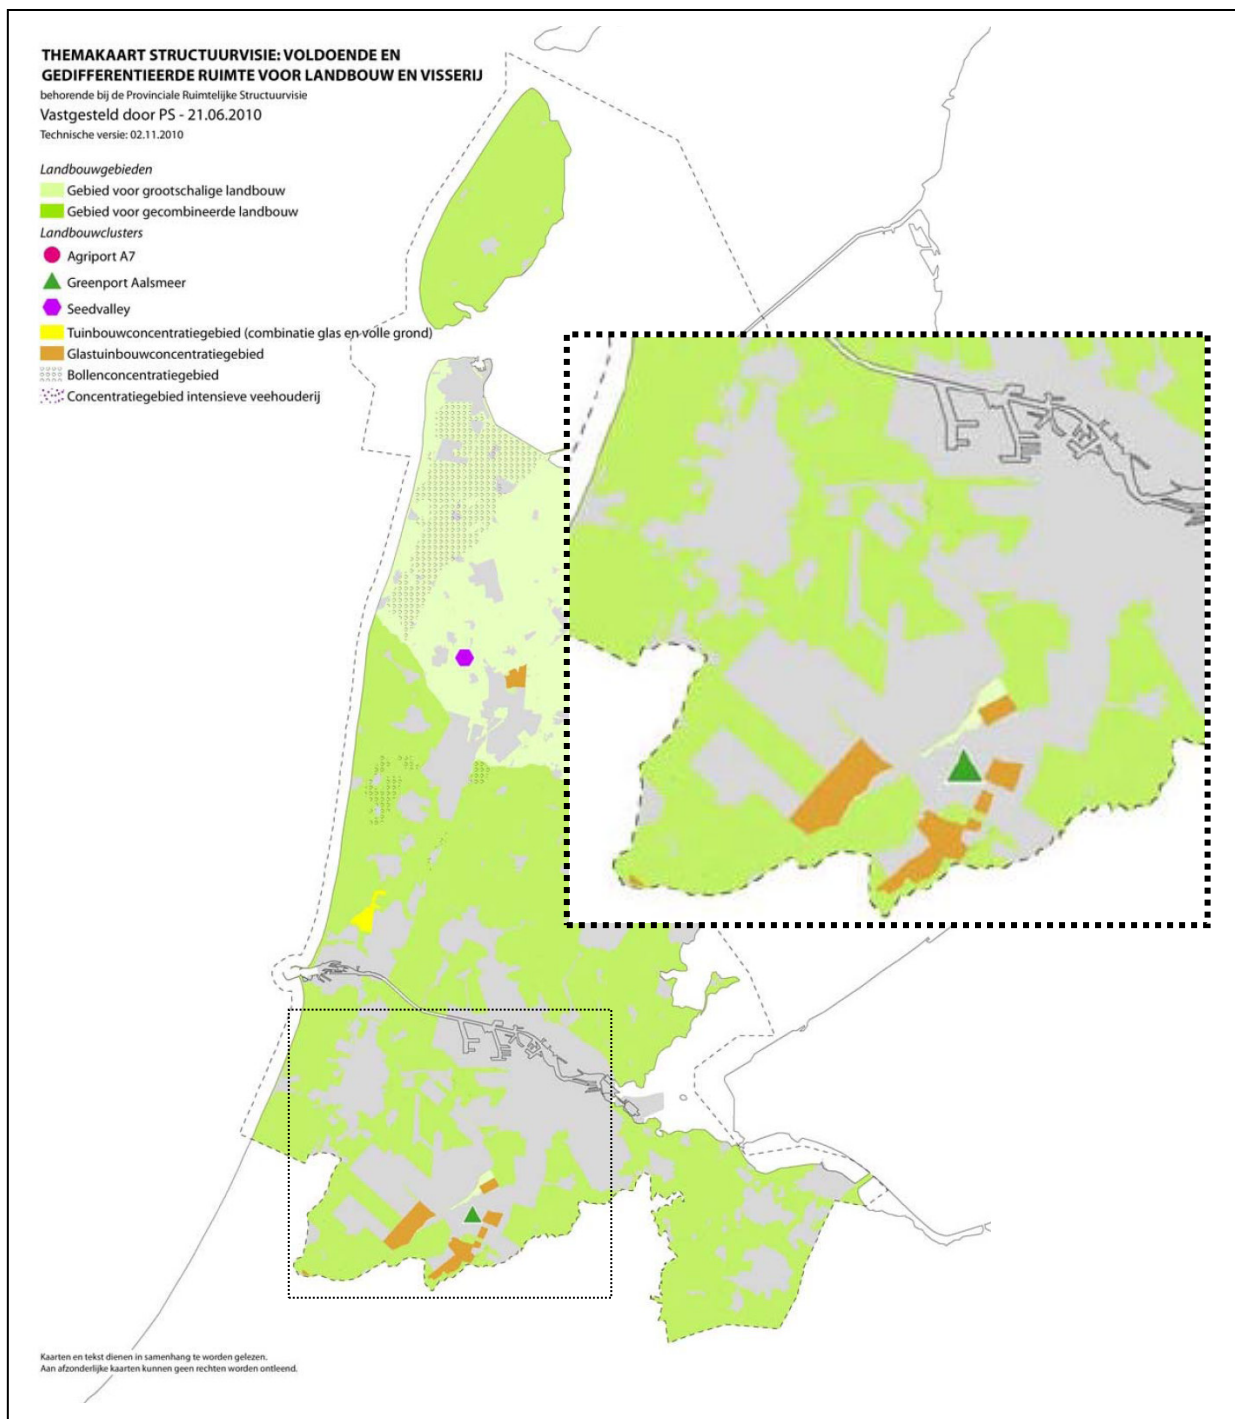 THEMAKAART STRUCTUURVISIE: VOLDOENDE EN
GEDIFFERENTIEERDE RUIMTE VOOR LANDBOUW EN VISSERIJ
behorende bij de Provinciale Ruimtelijke Structuurvisie
Vastgesteld door PS - 21.06.2010
Technische versie: 02.11.2010
Landbouwgebieden
Gebied voor grootschalige landbouw
Gebied voor gecombineerde landbouw
Landbouwclusters
Agriport A7
Greenport Aalsmeer
Seedvalley
Tuinbouwconcentratiegebied (combinatie glas en volle grond)
Glastuinbouwconcentratiegebied
Bollenconcentratiegebied
Concentratiegebied intensieve veehouderij
Kaarten en tekst dienen in samenhang te worden gelezen.
Aan afzonderlijke kaarten kunnen geen rechten worden ontleend.